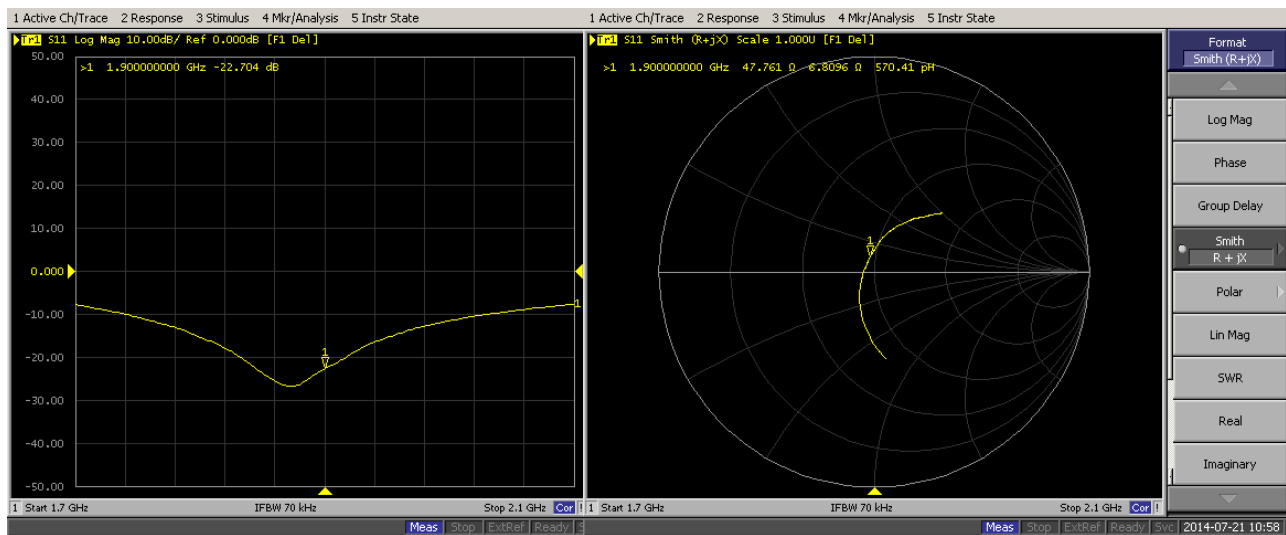 1 Active Ch/Trace 2 Response 3 Stimulus 4 Mkr/Analysis 5 Instr State
Tr1 S11 Log Mag 10.00dB/ Ref 0.000dB [F1 Del]
50.00
>1 1.900000000 GHz -22.704 dB
40.00
30.00
20.00
10.00
0.000
-10.00
1
-20.00
1
-30.00
-40.00
-50.00
1 Start 1.7 GHz IFBW 70 kHz Stop 2.1 GHz Cor !
Meas Stop ExtRef Ready
1 Active Ch/Trace 2 Response 3 Stimulus 4 Mkr/Analysis 5 Instr State
Tr1 S11 Smith (R+jX) Scale 1.000U [F1 Del]
>1 1.900000000 GHz 47.761 Ω 6.8096 Ω 570.41 pH
1
1 Start 1.7 GHz IFBW 70 kHz Stop 2.1 GHz Cor !
Meas Stop ExtRef Ready Svc 2014-07-21 10:58
Format
Smith (R+jX)
Log Mag
Phase
Group Delay
Smith
R + jX
Polar
Lin Mag
SWR
Real
Imaginary